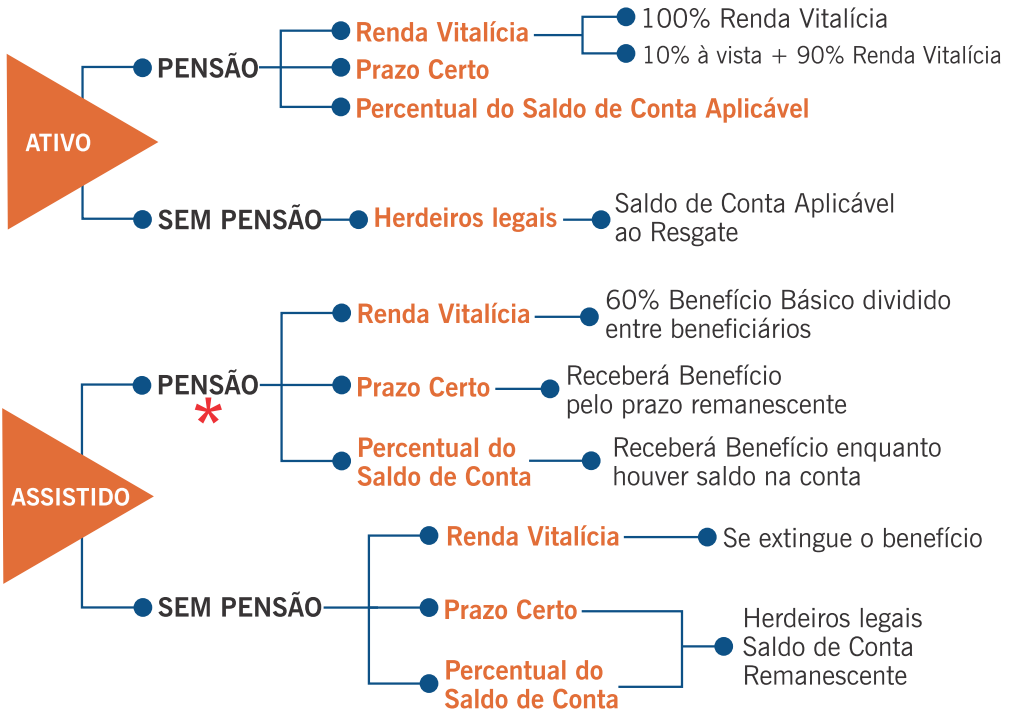 ATIVO
PENSÃO
Renda Vitalícia
100% Renda Vitalícia
10% à vista + 90% Renda Vitalícia
Prazo Certo
Percentual do Saldo de Conta Aplicável
SEM PENSÃO
Herdeiros legais
Saldo de Conta Aplicável
ao Resgate
ASSISTIDO
PENSÃO
*
Renda Vitalícia
60% Benefício Básico dividido
entre beneficiários
Prazo Certo
Receberá Benefício
pelo prazo remanescente
Percentual do
Saldo de Conta
Receberá Benefício enquanto
houver saldo na conta
SEM PENSÃO
Renda Vitalícia
Se extingue o benefício
Prazo Certo
Percentual do
Saldo de Conta
Herdeiros legais
Saldo de Conta
Remanescente